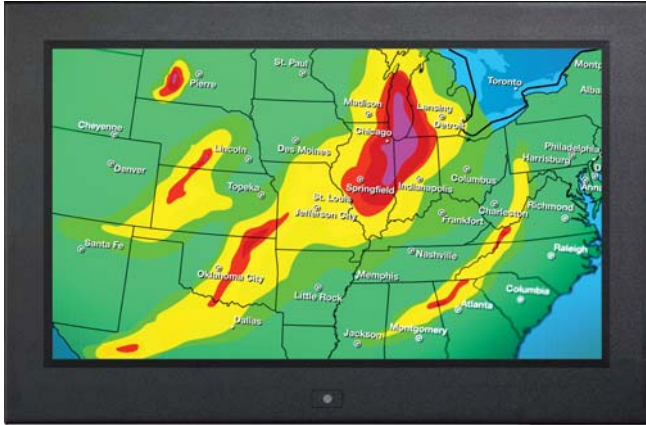 St. Paul
Pierre
Toronto
Madison
Lansing
Detroit
Chicago
Cheyenne
Lincoln
Des Moines
Philadelphia
Harrisburg
Denver
Topeka
Springfield
Indianapolis
Columbus
St. Louis
Jefferson City
Charleston
Richmond
Frankfort
Santa Fe
Nashville
Raleigh
Oklahoma City
Memphis
Little Rock
Columbia
Atlanta
Dallas
Jackson
Montgomery